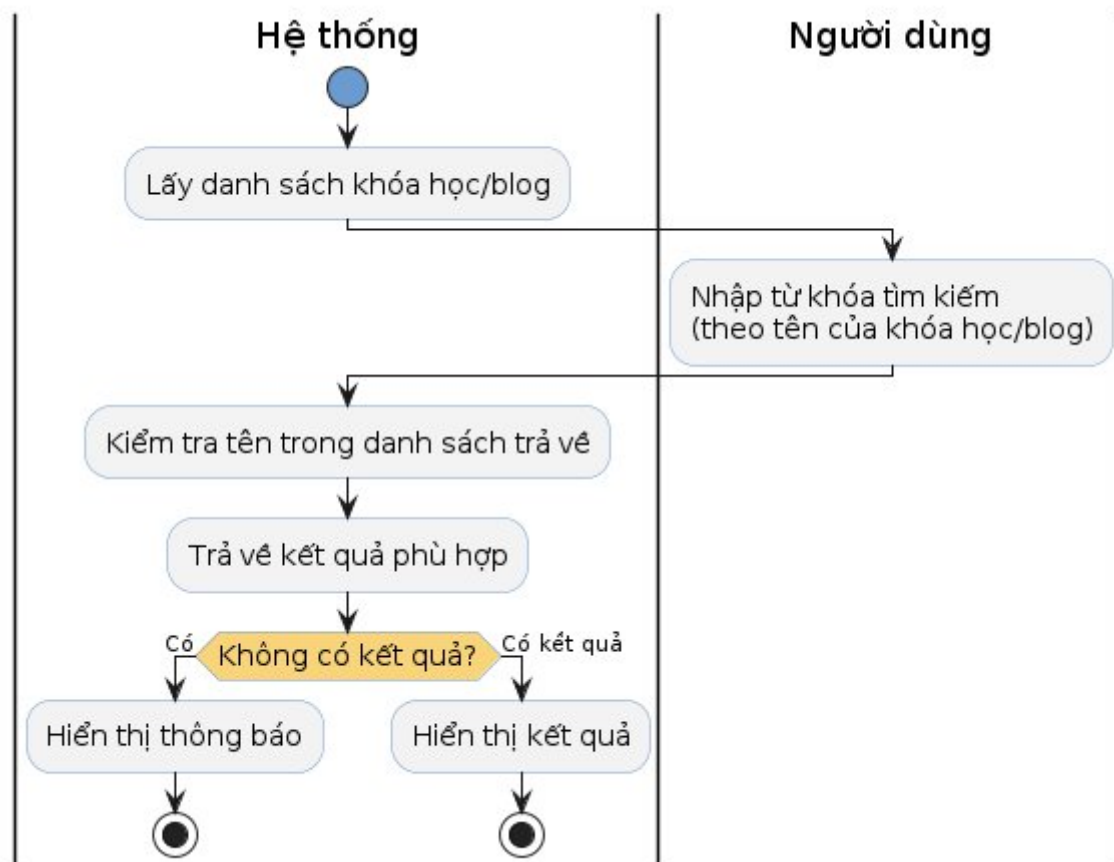 Hệ thống
Người dùng
Lấy danh sách khóa học/blog
Nhập từ khóa tìm kiếm
(theo tên của khóa học/blog)
Kiểm tra tên trong danh sách trả về
Trả về kết quả phù hợp
Có
Không có kết quả?
Có kết quả
Hiển thị thông báo
Hiển thị kết quả